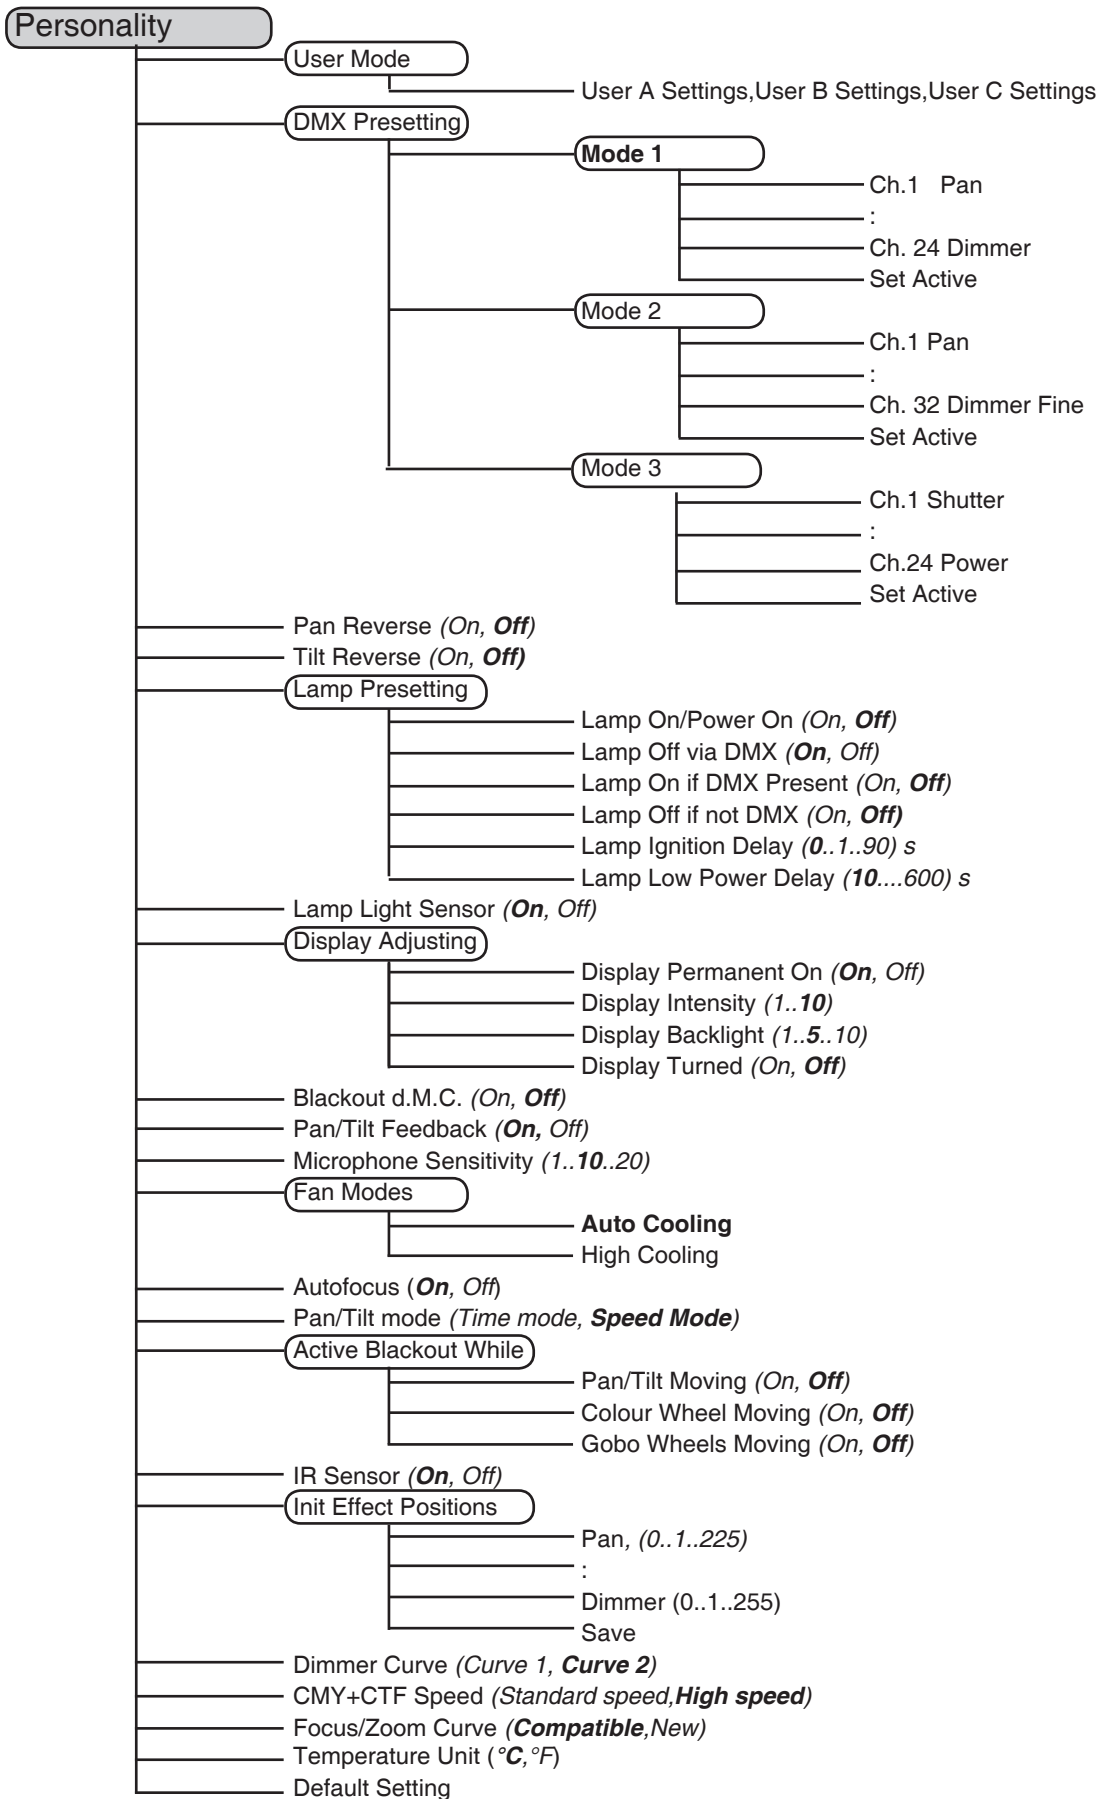 Personality
User Mode
User A Settings,User B Settings,User C Settings
DMX Presetting
Mode 1
Ch.1 Pan
:
Ch. 24 Dimmer
Set Active
Mode 2
Ch.1 Pan
:
Ch. 32 Dimmer Fine
Set Active
Mode 3
Ch.1 Shutter
:
Ch.24 Power
Set Active
Pan Reverse (On, Off)
Tilt Reverse (On, Off)
Lamp Presetting
Lamp On/Power On (On, Off)
Lamp Off via DMX (On, Off)
Lamp On if DMX Present (On, Off)
Lamp Off if not DMX (On, Off)
Lamp Ignition Delay (0..1..90) s
Lamp Low Power Delay (10....600) s
Lamp Light Sensor (On, Off)
Display Adjusting
Display Permanent On (On, Off)
Display Intensity (1..10)
Display Backlight (1..5..10)
Display Turned (On, Off)
Blackout d.M.C. (On, Off)
Pan/Tilt Feedback (On, Off)
Microphone Sensitivity (1..10..20)
Fan Modes
Auto Cooling
High Cooling
Autofocus (On, Off)
Pan/Tilt mode (Time mode, Speed Mode)
Active Blackout While
Pan/Tilt Moving (On, Off)
Colour Wheel Moving (On, Off)
Gobo Wheels Moving (On, Off)
IR Sensor (On, Off)
Init Effect Positions
Pan, (0..1..225)
:
Dimmer (0..1..255)
Save
Dimmer Curve (Curve 1, Curve 2)
CMY+CTF Speed (Standard speed,High speed)
Focus/Zoom Curve (Compatible,New)
Temperature Unit (°C,°F)
Default Setting